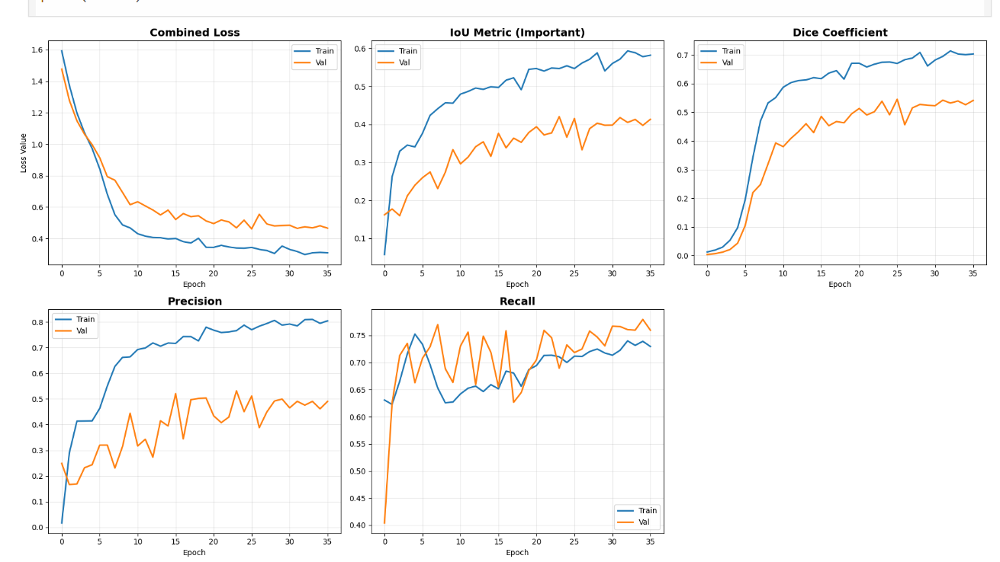 Combined Loss
Loss Value
1.6
1.4
1.2
1.0
0.8
0.6
0.4
Train
Val
0 5 10 15 20 25 30 35
Epoch
IoU Metric (Important)
0.6
0.5
0.4
0.3
0.2
0.1
Train
Val
0 5 10 15 20 25 30 35
Epoch
Dice Coefficient
0.7
0.6
0.5
0.4
0.3
0.2
0.1
0.0
Train
Val
0 5 10 15 20 25 30 35
Epoch
Precision
0.8
0.7
0.6
0.5
0.4
0.3
0.2
0.1
0.0
Train
Val
0 5 10 15 20 25 30 35
Epoch
Recall
0.75
0.70
0.65
0.60
0.55
0.50
0.45
0.40
Train
Val
0 5 10 15 20 25 30 35
Epoch